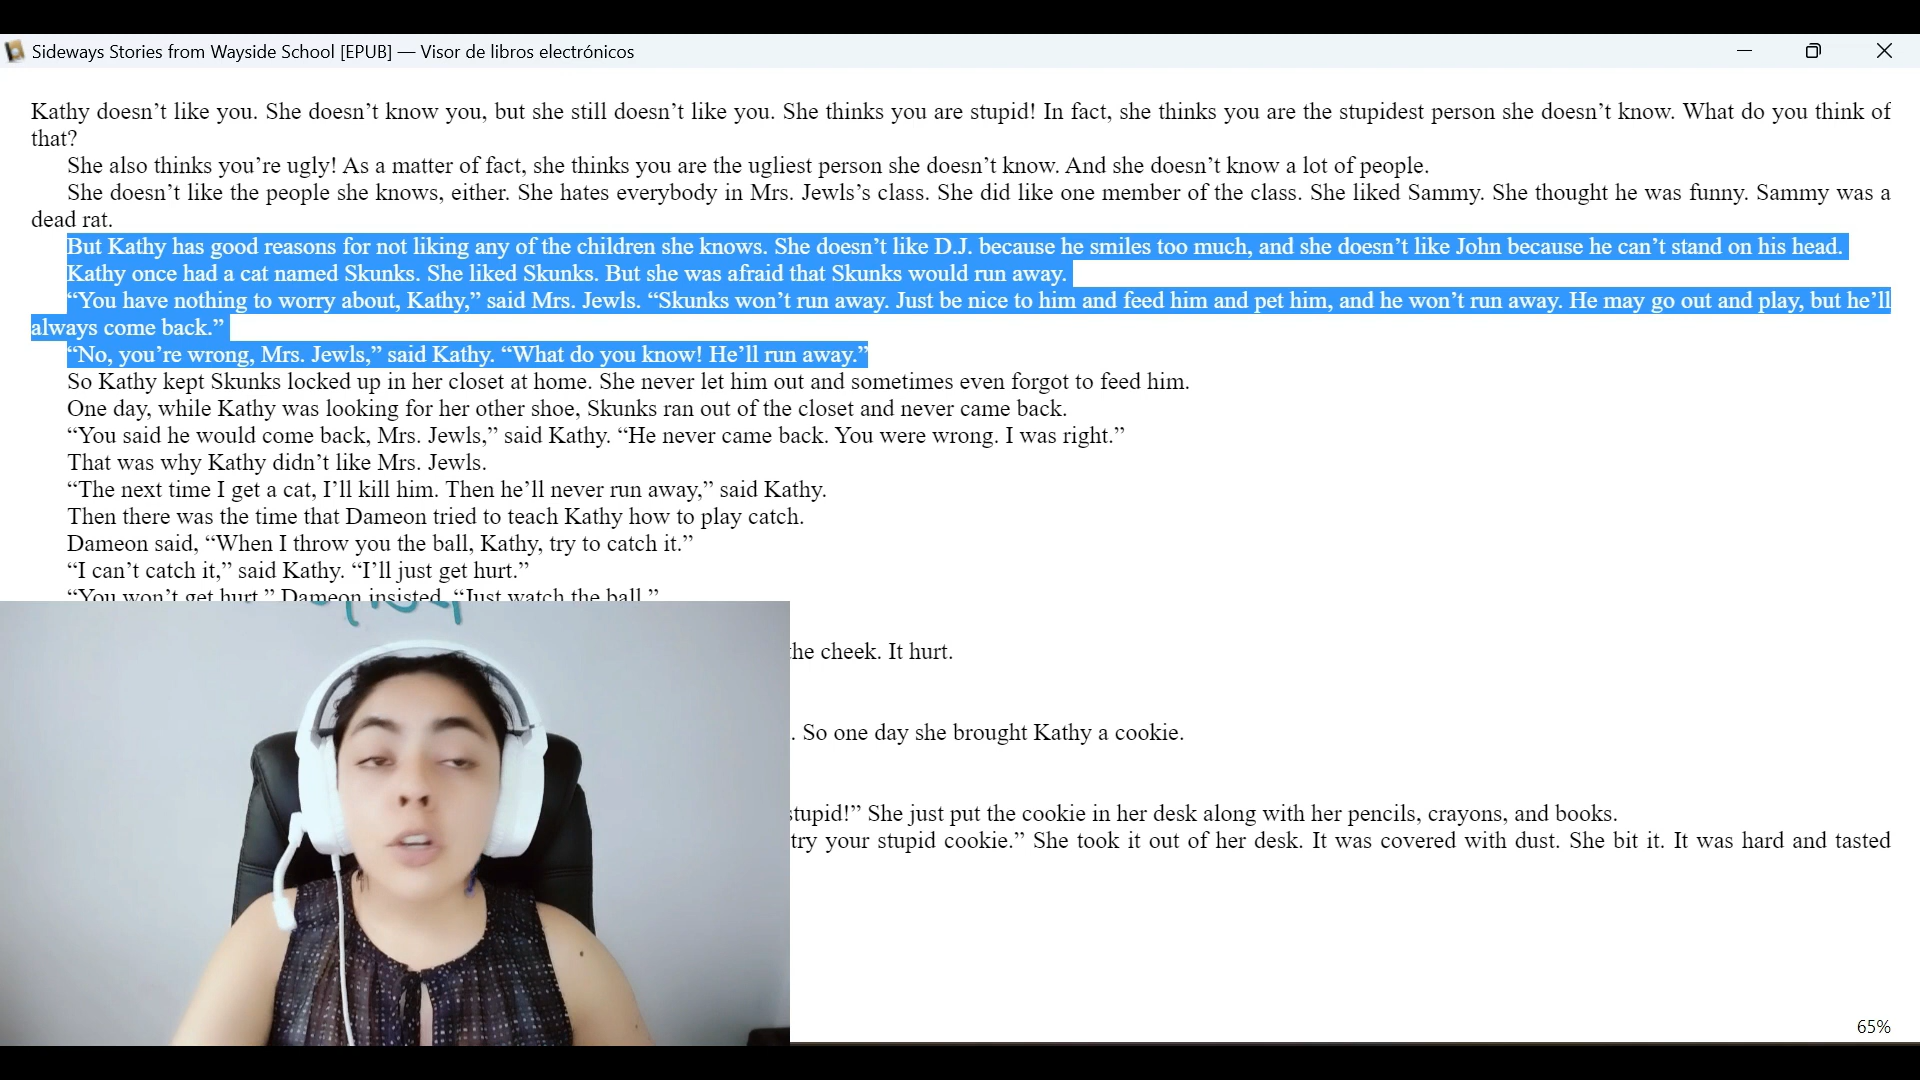 Sideways Stories from Wayside School [EPUB] — Visor de libros electrónicos
Kathy doesn’t like you. She doesn’t know you, but she still doesn’t like you. She thinks you are stupid! In fact, she thinks you are the stupidest person she doesn’t know. What do you think of
that?
She also thinks you’re ugly! As a matter of fact, she thinks you are the ugliest person she doesn’t know. And she doesn’t know a lot of people.
She doesn’t like the people she knows, either. She hates everybody in Mrs. Jewls’s class. She did like one member of the class. She liked Sammy. She thought he was funny. Sammy was a
dead rat.
But Kathy has good reasons for not liking any of the children she knows. She doesn’t like D.J. because he smiles too much, and she doesn’t like John because he can’t stand on his head.
Kathy once had a cat named Skunks. She liked Skunks. But she was afraid that Skunks would run away.
“You have nothing to worry about, Kathy,” said Mrs. Jewls. “Skunks won’t run away. Just be nice to him and feed him and pet him, and he won’t run away. He may go out and play, but he’ll
always come back.”
“No, you’re wrong, Mrs. Jewls,” said Kathy. “What do you know! He’ll run away.”
So Kathy kept Skunks locked up in her closet at home. She never let him out and sometimes even forgot to feed him.
One day, while Kathy was looking for her other shoe, Skunks ran out of the closet and never came back.
“You said he would come back, Mrs. Jewls,” said Kathy. “He never came back. You were wrong. I was right.”
That was why Kathy didn’t like Mrs. Jewls.
“The next time I get a cat, I’ll kill him. Then he’ll never run away,” said Kathy.
Then there was the time that Dameon tried to teach Kathy how to play catch.
Dameon said, “When I throw you the ball, Kathy, try to catch it.”
“I can’t catch it,” said Kathy. “I’ll just get hurt.”
“You won’t get hurt,” Dameon insisted. “Just watch the ball.”
the cheek. It hurt.
. So one day she brought Kathy a cookie.
stupid!” She just put the cookie in her desk along with her pencils, crayons, and books.
try your stupid cookie.” She took it out of her desk. It was covered with dust. She bit it. It was hard and tasted
65%